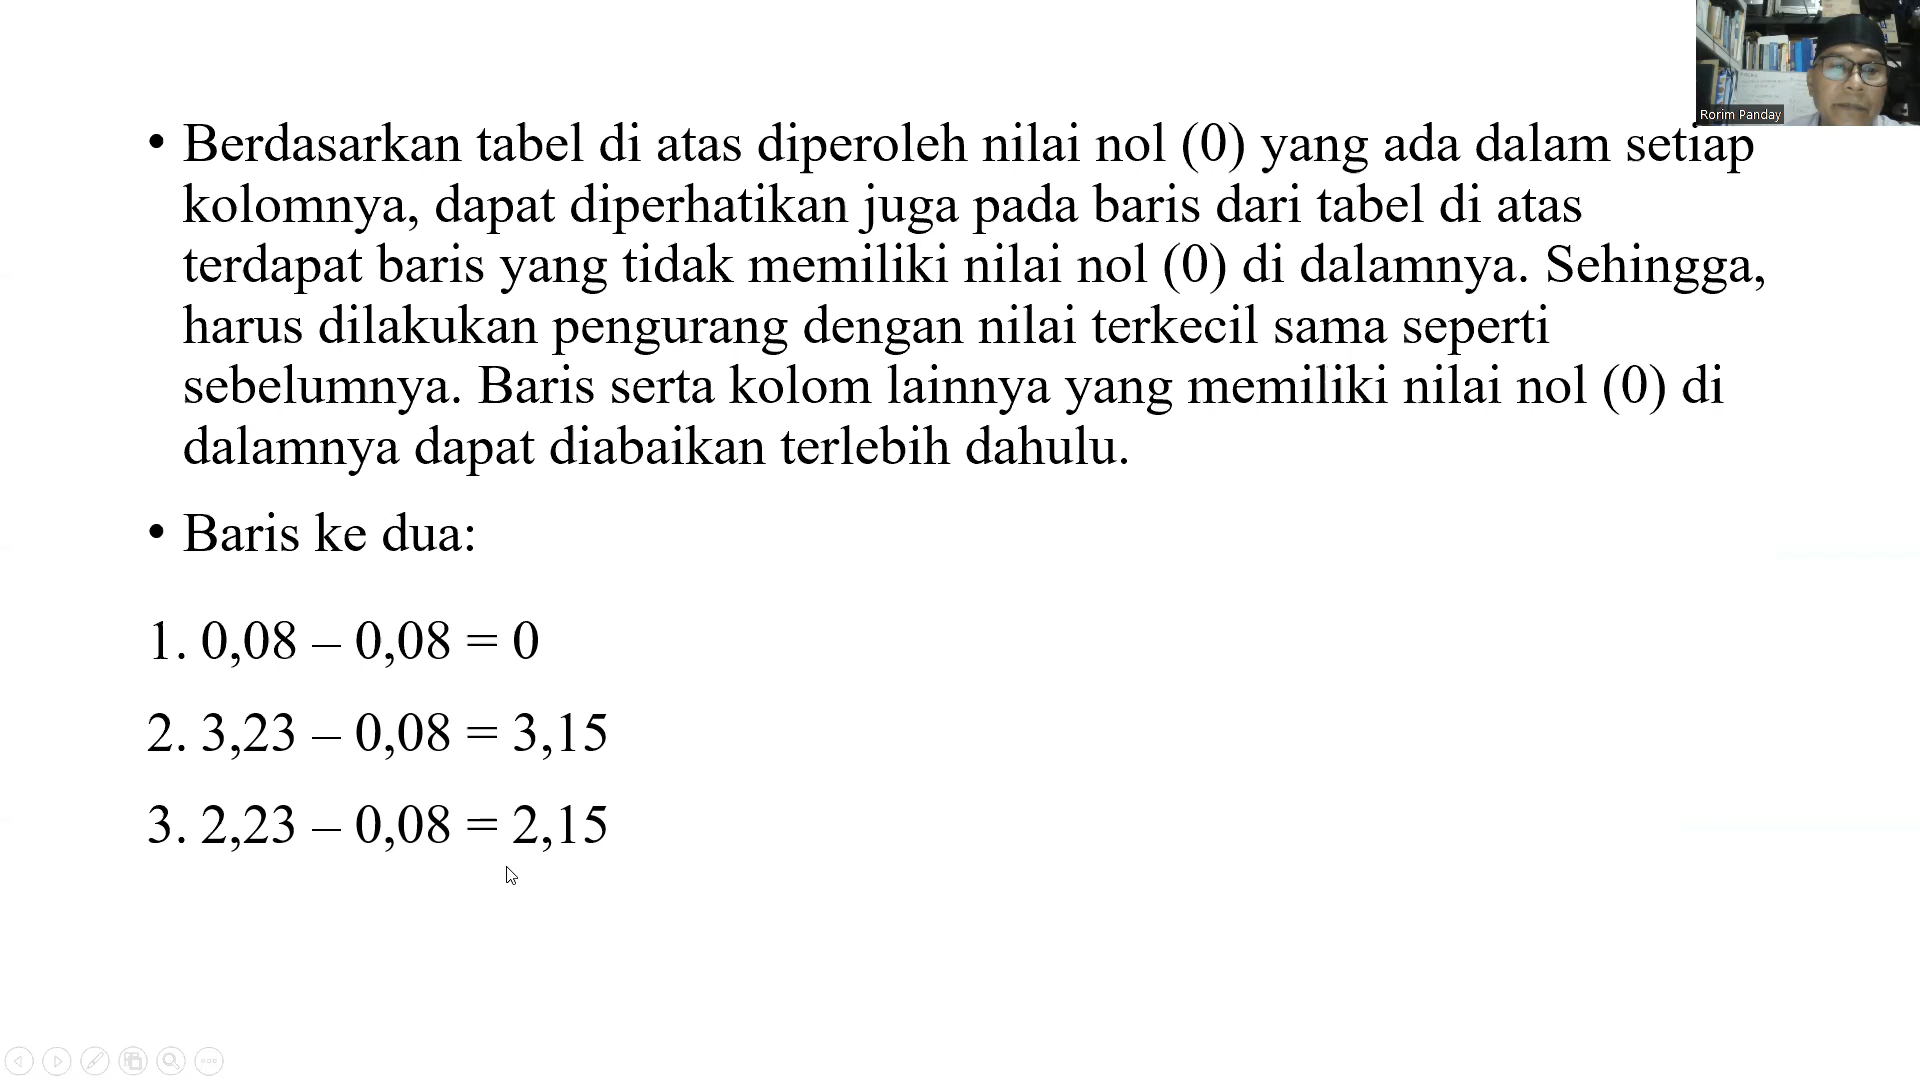 Rorim Panday
• Berdasarkan tabel di atas diperoleh nilai nol (0) yang ada dalam setiap
kolomnya, dapat diperhatikan juga pada baris dari tabel di atas
terdapat baris yang tidak memiliki nilai nol (0) di dalamnya. Sehingga,
harus dilakukan pengurang dengan nilai terkecil sama seperti
sebelumnya. Baris serta kolom lainnya yang memiliki nilai nol (0) di
dalamnya dapat diabaikan terlebih dahulu.
• Baris ke dua:
1. 0,08 – 0,08 = 0
2. 3,23 – 0,08 = 3,15
3. 2,23 – 0,08 = 2,15